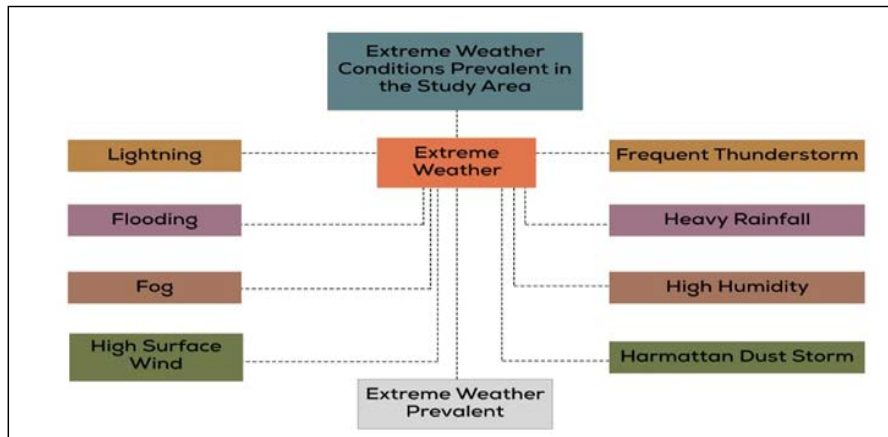 Extreme Weather
Conditions Prevalent in
the Study Area
Lightning
Extreme
Weather
Frequent Thunderstorm
Flooding
Heavy Rainfall
Fog
High Humidity
High Surface
Wind
Harmattan Dust Storm
Extreme Weather
Prevalent